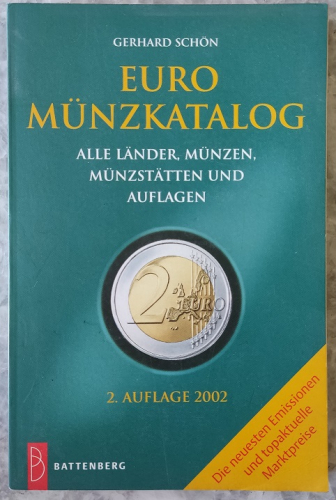 GERHARD SCHÖN
EURO
MÜNZKATALOG
ALLE LÄNDER, MÜNZEN,
MÜNZSTÄTTEN UND
AUFLAGEN
2 EURO
2. AUFLAGE 2002
Die neuesten Emissionen
und topaktuelle
Marktpreise
BATTENBERG